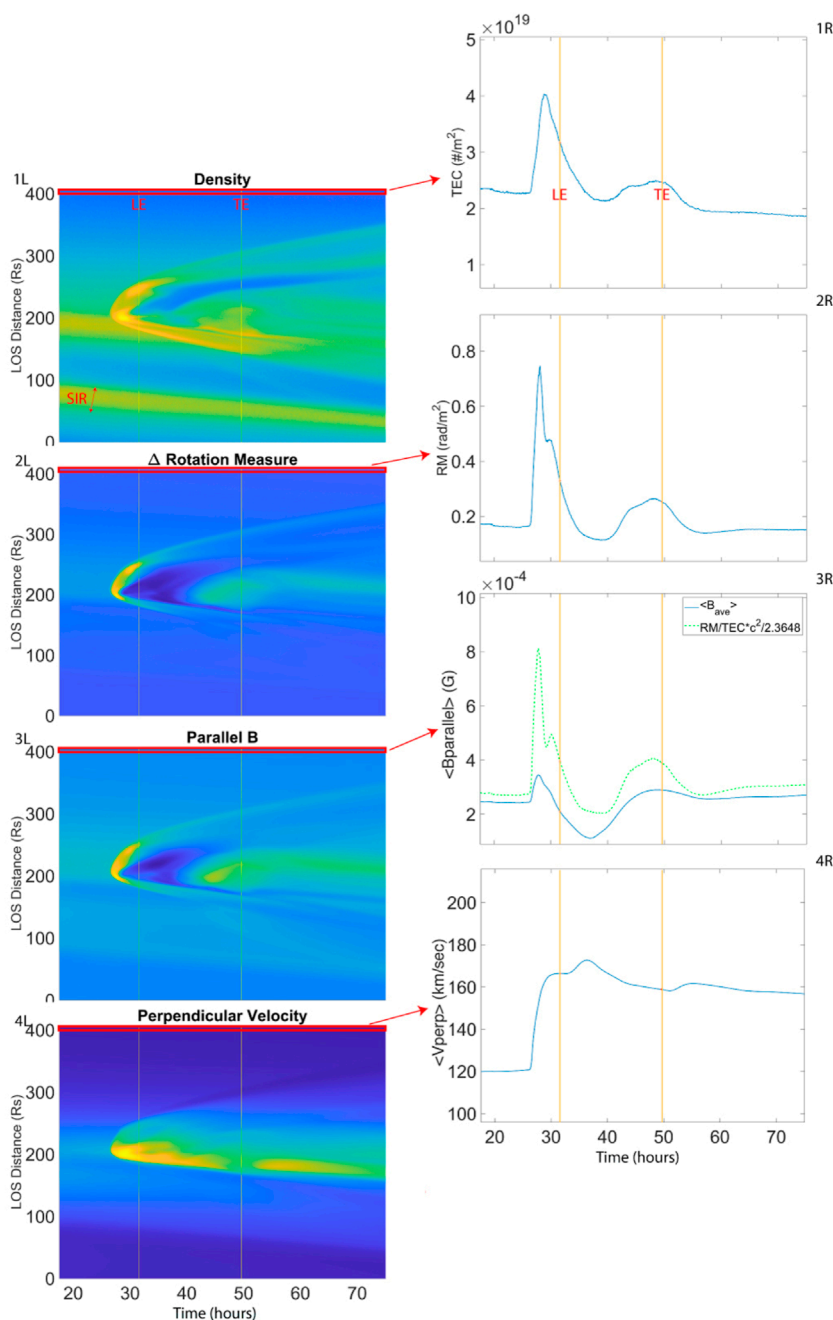 1L
Density
400
300
200
100
0
LOS Distance (Rs)
LE
TE
SIR
2L
Δ Rotation Measure
400
300
200
100
0
LOS Distance (Rs)
3L
Parallel B
400
300
200
100
0
LOS Distance (Rs)
4L
Perpendicular Velocity
400
300
200
100
0
LOS Distance (Rs)
20 30 40 50 60 70
Time (hours)
×10^19
1R
5
4
3
2
1
TEC (#/m^2)
LE
TE
2R
0.8
0.6
0.4
0.2
RM (rad/m^2)
×10^-4
3R
10
8
6
4
2
<Bparallel> (G)
<B_ave>
RM/TEC*c^2/2.3648
4R
200
180
160
140
120
100
<Vperp> (km/sec)
20 30 40 50 60 70
Time (hours)